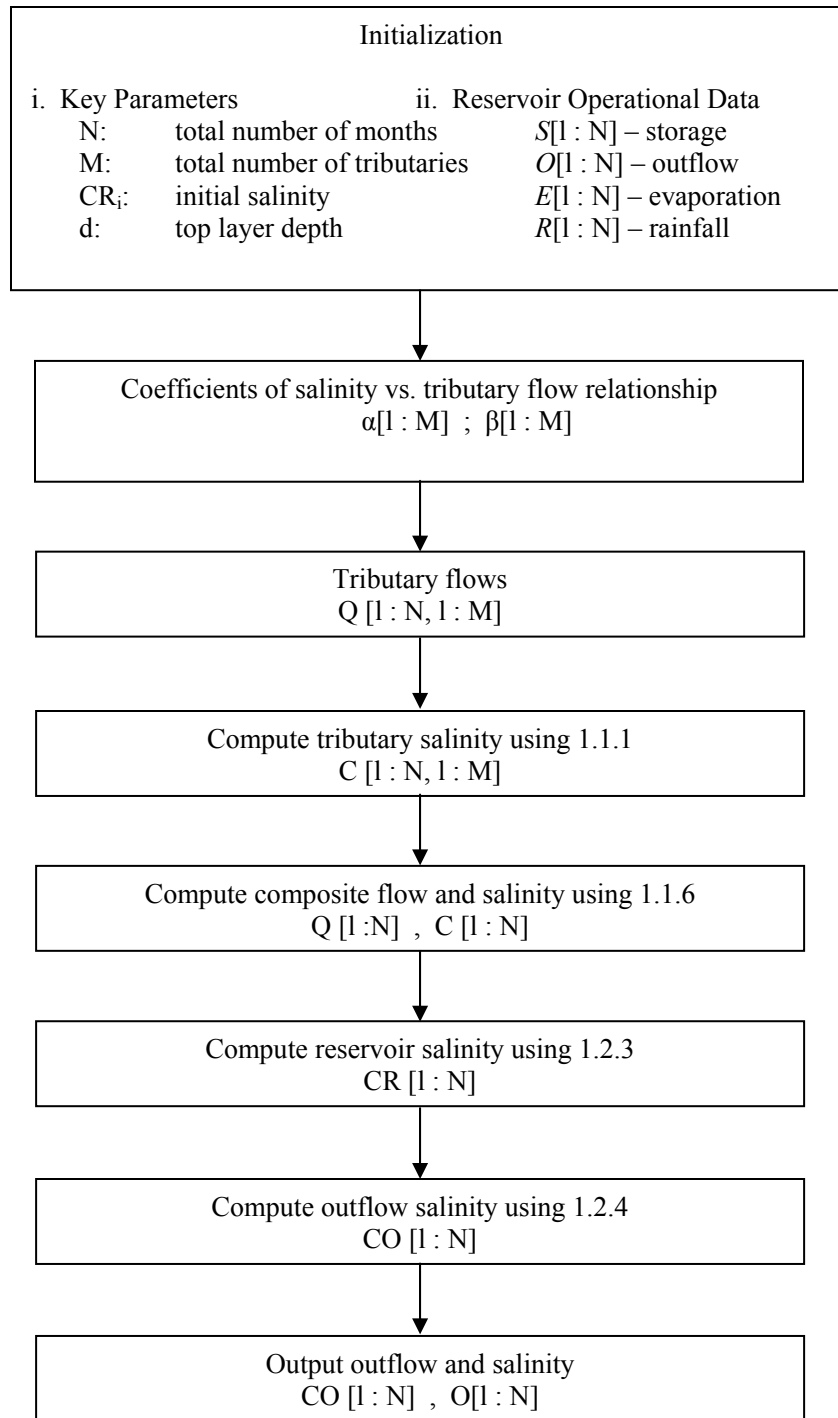 Initialization
i. Key Parameters
N: total number of months
M: total number of tributaries
CRi: initial salinity
d: top layer depth
ii. Reservoir Operational Data
S[l : N] – storage
O[l : N] – outflow
E[l : N] – evaporation
R[l : N] – rainfall
Coefficients of salinity vs. tributary flow relationship
α[l : M] ; β[l : M]
Tributary flows
Q [l : N, l : M]
Compute tributary salinity using 1.1.1
C [l : N, l : M]
Compute composite flow and salinity using 1.1.6
Q [l :N] , C [l : N]
Compute reservoir salinity using 1.2.3
CR [l : N]
Compute outflow salinity using 1.2.4
CO [l : N]
Output outflow and salinity
CO [l : N] , O[l : N]